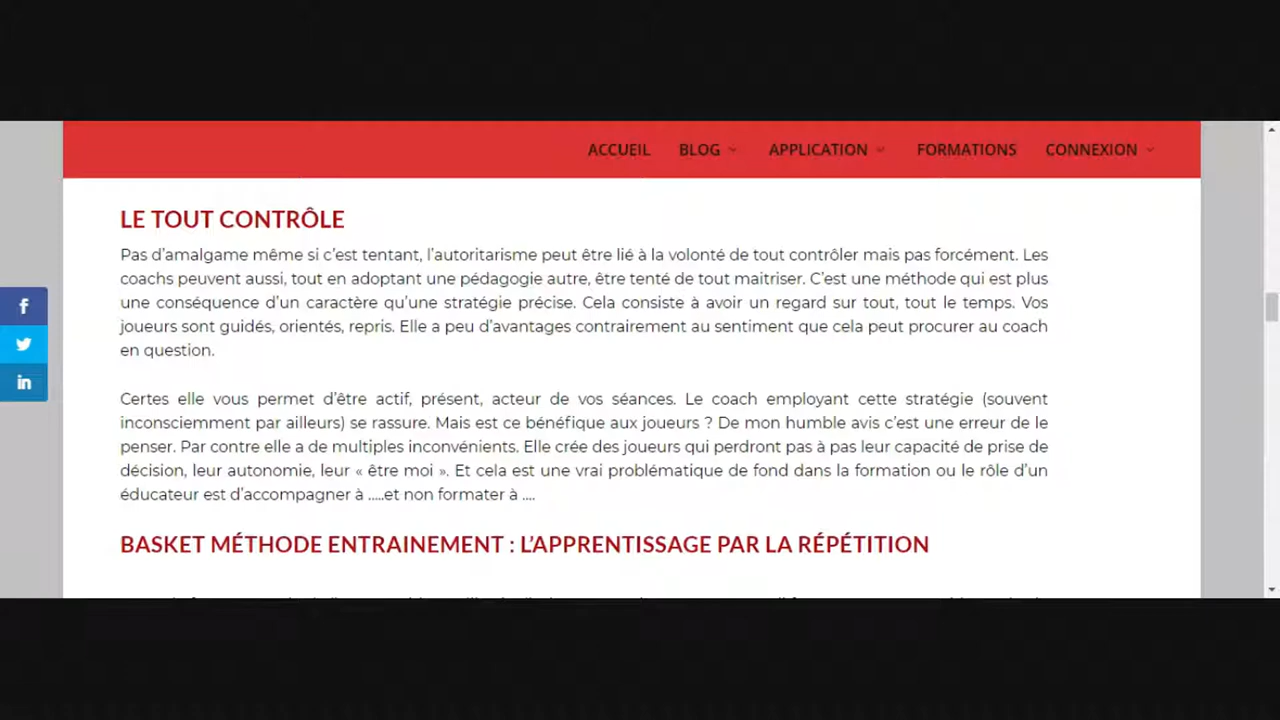 ACCUEIL BLOG APPLICATION FORMATIONS CONNEXION
LE TOUT CONTRÔLE
Pas d'amalgame même si c'est tentant, l'autoritarisme peut être lié à la volonté de tout contrôler mais pas forcément. Les
coachs peuvent aussi, tout en adoptant une pédagogie autre, être tenté de tout maitriser. C'est une méthode qui est plus
une conséquence d'un caractère qu'une stratégie précise. Cela consiste à avoir un regard sur tout, tout le temps. Vos
joueurs sont guidés, orientés, repris. Elle a peu d'avantages contrairement au sentiment que cela peut procurer au coach
en question.
Certes elle vous permet d'être actif, présent, acteur de vos séances. Le coach employant cette stratégie (souvent
inconsciemment par ailleurs) se rassure. Mais est ce bénéfique aux joueurs ? De mon humble avis c'est une erreur de le
penser. Par contre elle a de multiples inconvénients. Elle crée des joueurs qui perdront pas à pas leur capacité de prise de
décision, leur autonomie, leur « être moi ». Et cela est une vrai problématique de fond dans la formation ou le rôle d'un
éducateur est d'accompagner à .....et non formater à ....
BASKET MÉTHODE ENTRAINEMENT : L'APPRENTISSAGE PAR LA RÉPÉTITION